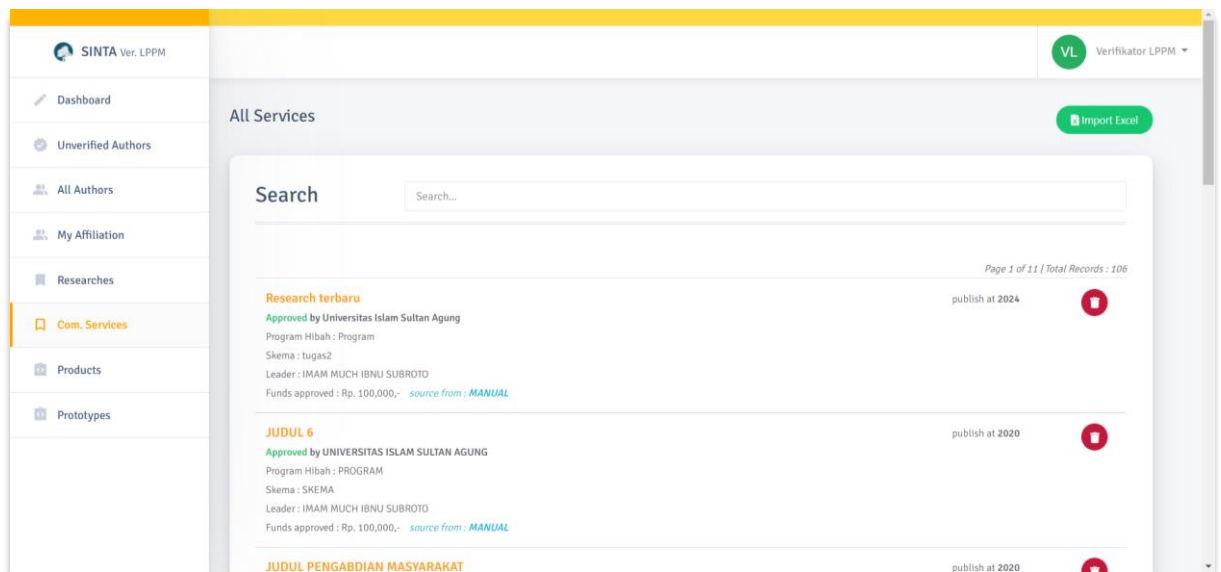 SINTA Ver. LPPM
VL Verifikator LPPM
Dashboard
Unverified Authors
All Authors
My Affiliation
Researches
Com. Services
Products
Prototypes
All Services
Import Excel
Search
Search...
Page 1 of 11 | Total Records : 106
Research terbaru
publish at 2024
Approved by Universitas Islam Sultan Agung
Program Hibah : Program
Skema : tugas2
Leader : IMAM MUCH IBNU SUBROTO
Funds approved : Rp. 100,000,- source from : MANUAL
JUDUL 6
publish at 2020
Approved by UNIVERSITAS ISLAM SULTAN AGUNG
Program Hibah : PROGRAM
Skema : SKEMA
Leader : IMAM MUCH IBNU SUBROTO
Funds approved : Rp. 100,000,- source from : MANUAL
JUDUL PENGABDIAN MASYARAKAT
publish at 2020